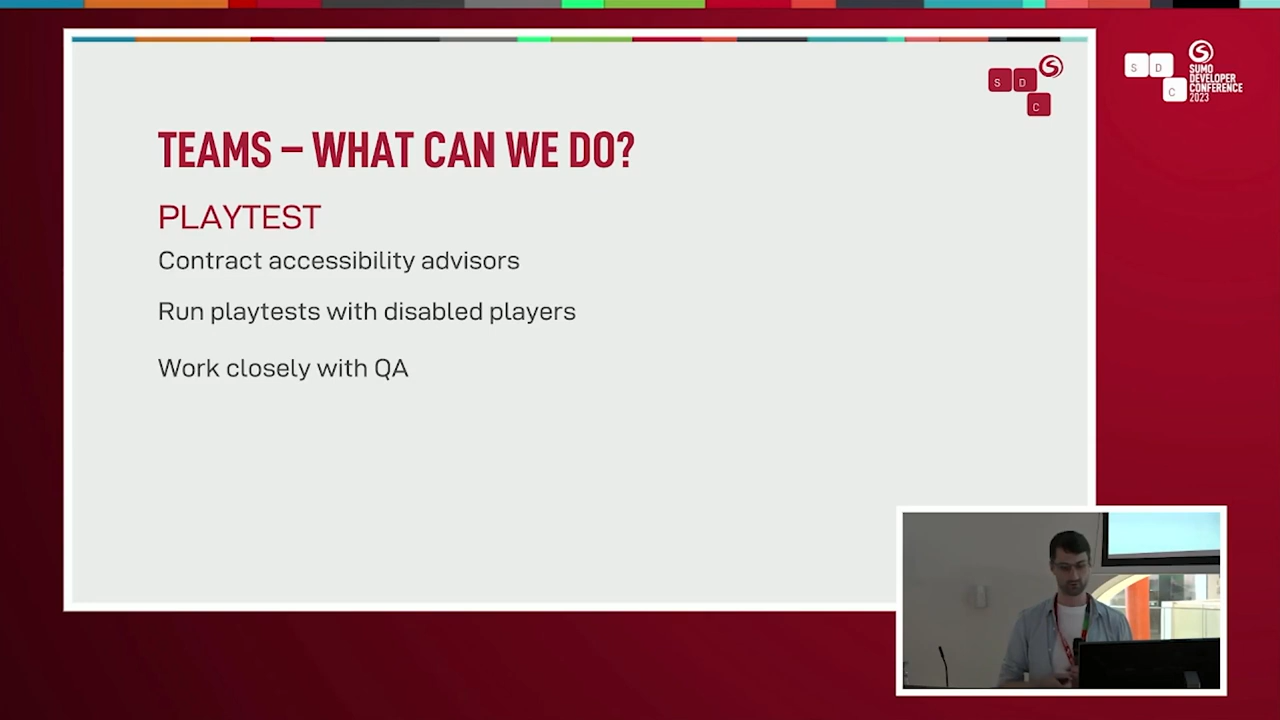 TEAMS – WHAT CAN WE DO?
PLAYTEST
Contract accessibility advisors
Run playtests with disabled players
Work closely with QA
S D
C
S D
C
SUMO
DEVELOPER
CONFERENCE
2023